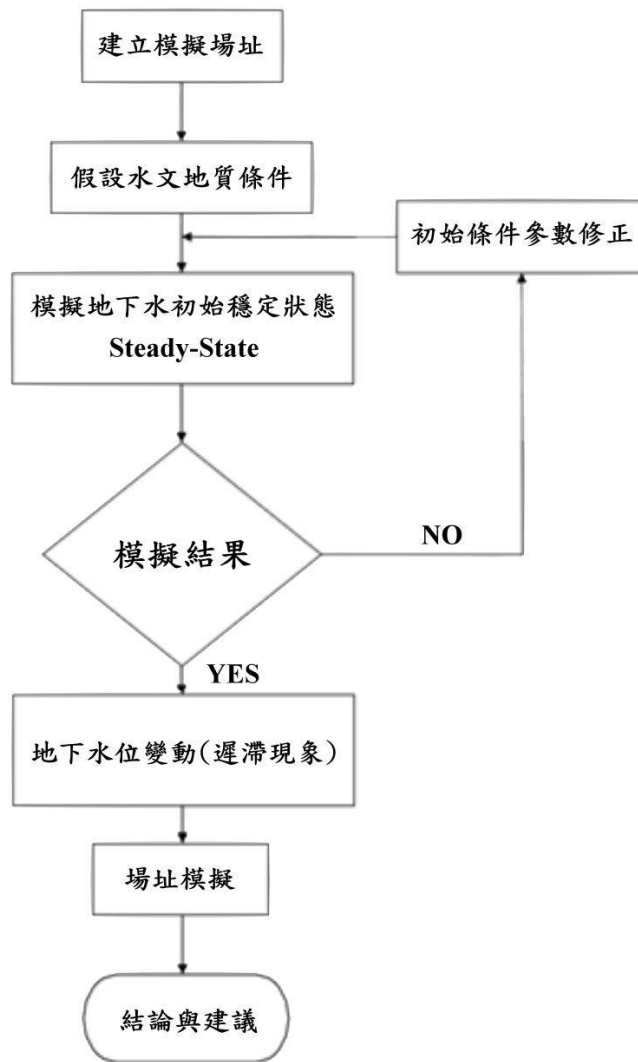 建立模擬場址
假設水文地質條件
初始條件參數修正
模擬地下水初始穩定狀態
Steady-State
模擬結果
NO
YES
地下水位變動(遲滯現象)
場址模擬
結論與建議